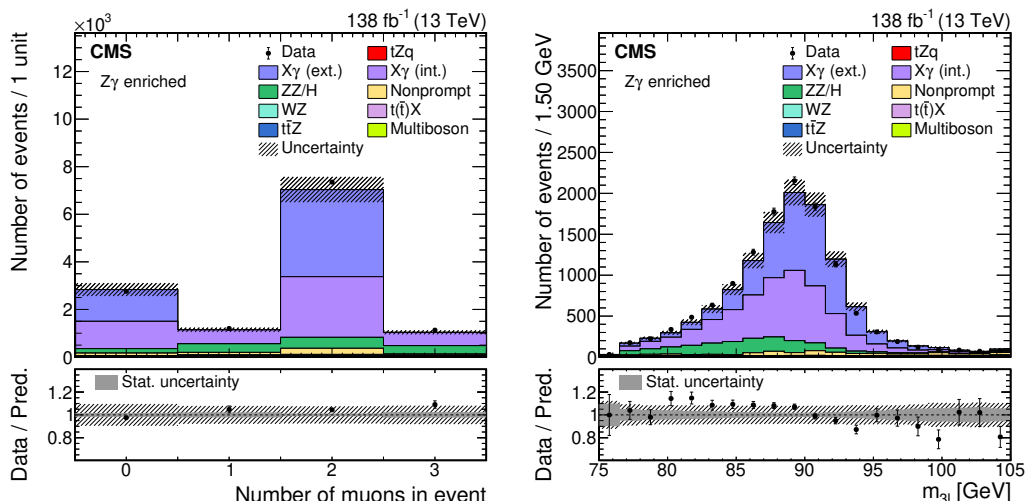 ×10³
138 fb⁻¹ (13 TeV)
CMS
Zγ enriched
Data
Xγ (ext.)
ZZ/H
WZ
tt̄Z
Uncertainty
tZq
Xγ (int.)
Nonprompt
t(t̄)X
Multiboson
Number of events / 1 unit
12
10
8
6
4
2
0
Stat. uncertainty
Data / Pred.
1.2
1
0.8
0 1 2 3
Number of muons in event
138 fb⁻¹ (13 TeV)
CMS
Zγ enriched
Data
Xγ (ext.)
ZZ/H
WZ
tt̄Z
Uncertainty
tZq
Xγ (int.)
Nonprompt
t(t̄)X
Multiboson
Number of events / 1.50 GeV
3500
3000
2500
2000
1500
1000
500
0
Stat. uncertainty
Data / Pred.
1.2
1
0.8
75 80 85 90 95 100 105
m₃ₗ [GeV]